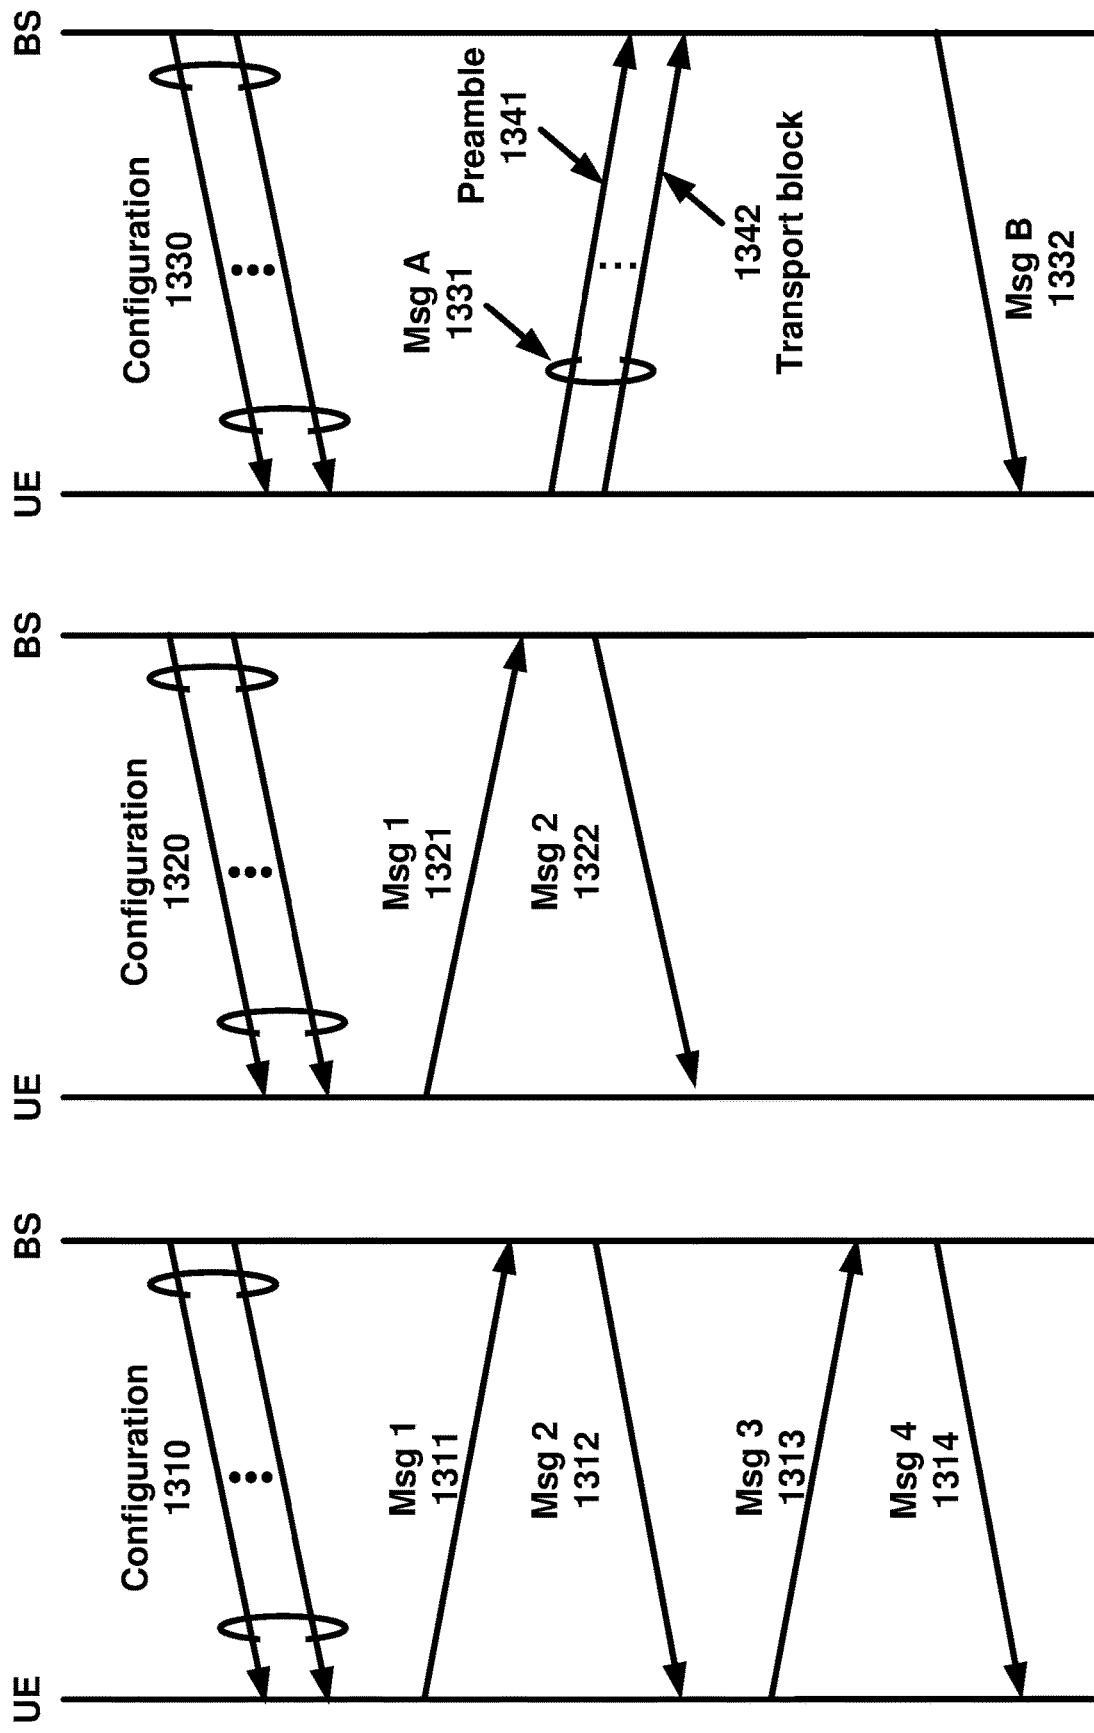 UE
BS
Configuration
1310
Msg 1
1311
Msg 2
1312
Msg 3
1313
Msg 4
1314
UE
BS
Configuration
1320
Msg 1
1321
Msg 2
1322
UE
BS
Configuration
1330
Msg A
1331
Preamble
1341
1342
Transport block
Msg B
1332